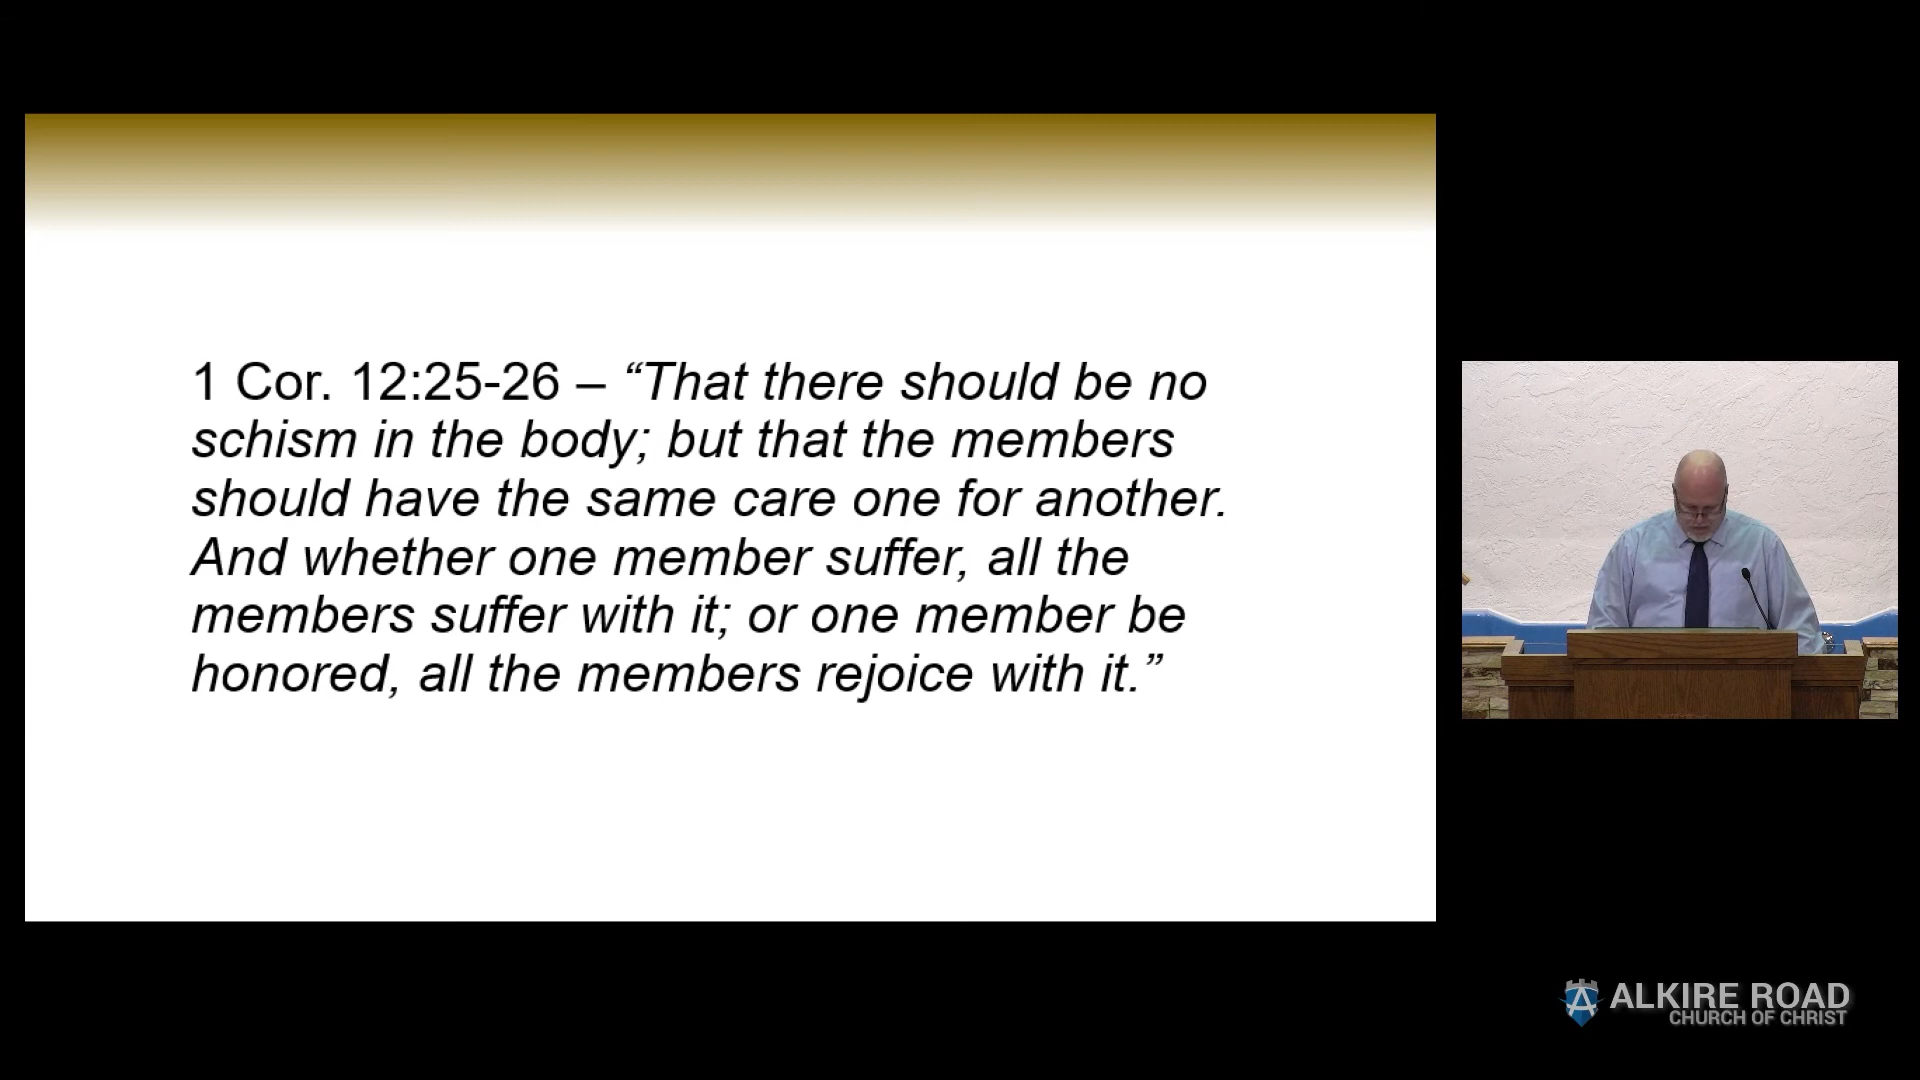 1 Cor. 12:25-26 – “That there should be no
schism in the body; but that the members
should have the same care one for another.
And whether one member suffer, all the
members suffer with it; or one member be
honored, all the members rejoice with it.”
ALKIRE ROAD
CHURCH OF CHRIST